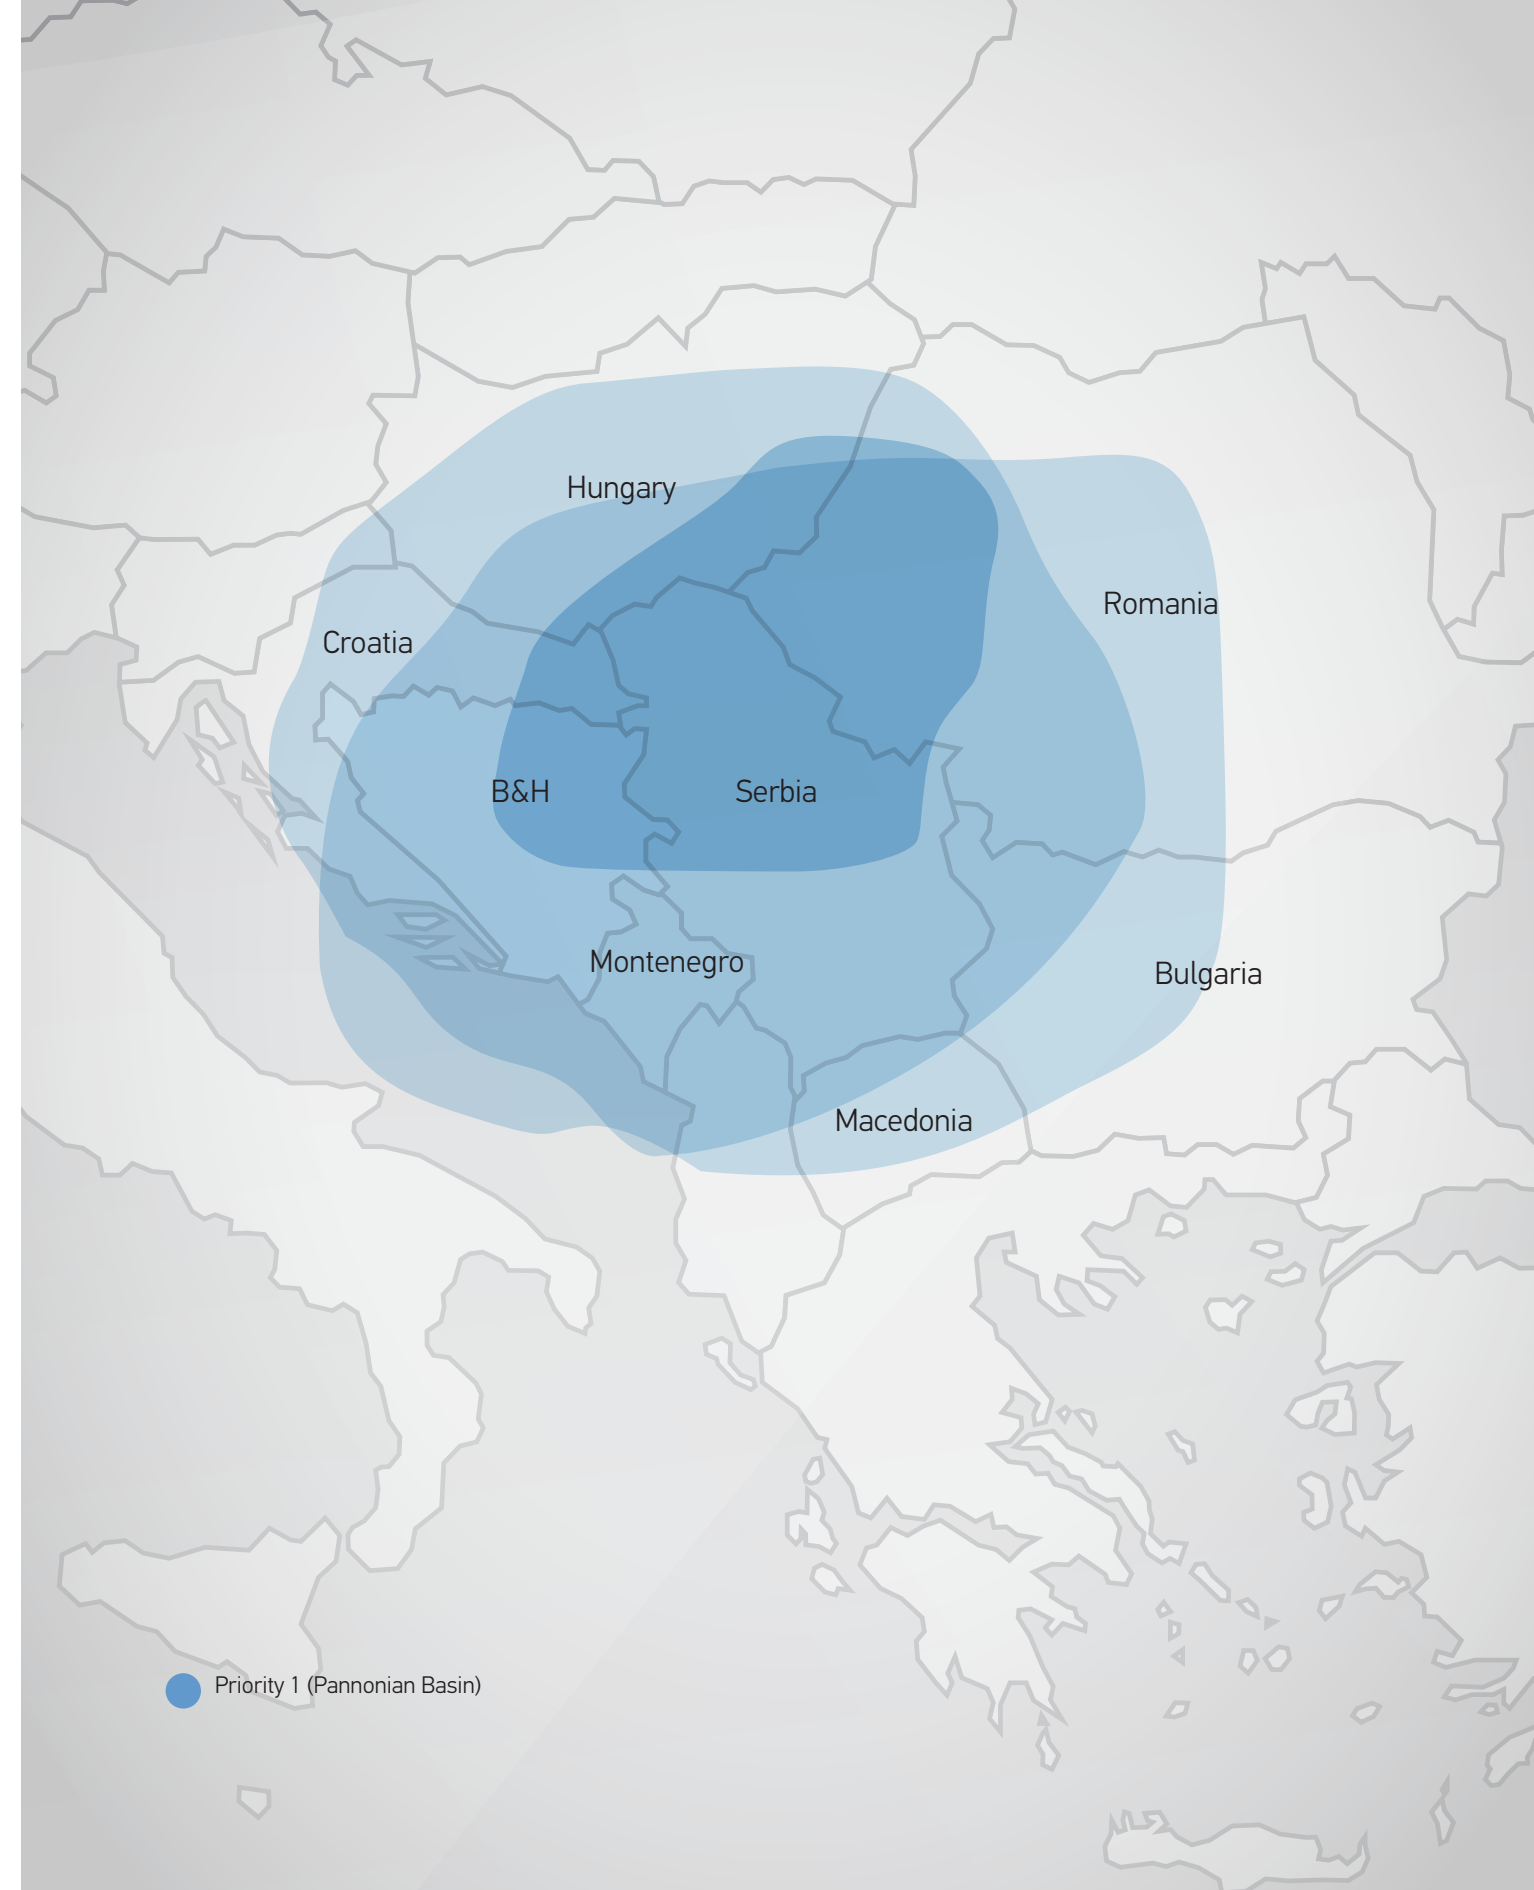 Hungary
Romania
Croatia
B&H
Serbia
Montenegro
Bulgaria
Macedonia
Priority 1 (Pannonian Basin)